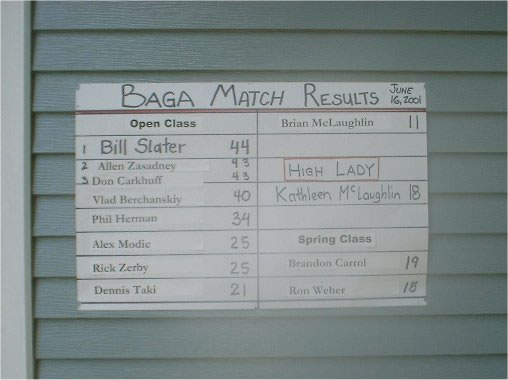 BAGA MATCH RESULTS JUNE 16, 2001
Open Class
1 Bill Slater 44
2 Allen Zasadney 43
3 Don Carkhuff 43
Vlad Berchanskiy 40
Phil Herman 34
Alex Modie 25
Rick Zerby 25
Dennis Taki 21
Brian McLaughlin 11
HIGH LADY
Kathleen McLaughlin 18
Spring Class
Brandon Carrol 19
Ron Weber 15